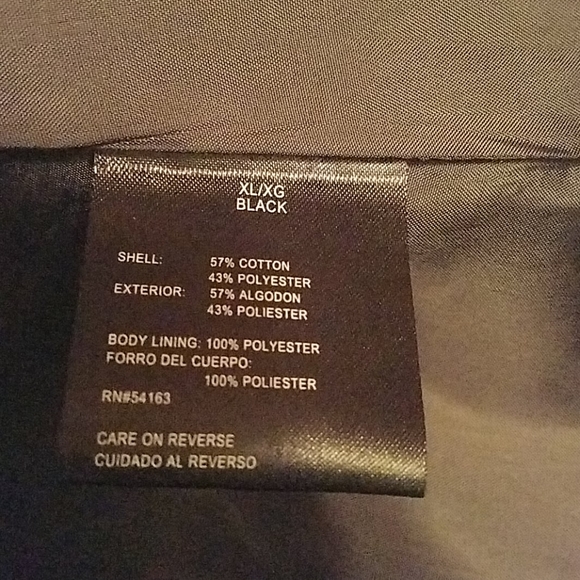 XL/XG
BLACK
SHELL: 57% COTTON
43% POLYESTER
EXTERIOR: 57% ALGODON
43% POLIESTER
BODY LINING: 100% POLYESTER
FORRO DEL CUERPO:
100% POLIESTER
RN#54163
CARE ON REVERSE
CUIDADO AL REVERSO